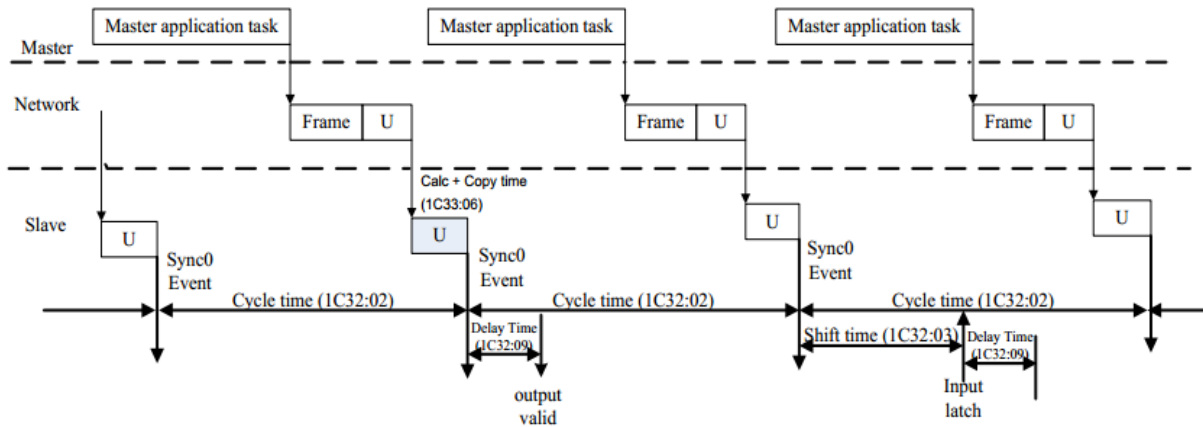 Master application task
Master application task
Master application task
Master
Network
Frame U
Frame U
Frame U
Calc + Copy time
(1C33:06)
Slave
U
U
U
U
Sync0
Event
Sync0
Event
Sync0
Event
Cycle time (1C32:02)
Cycle time (1C32:02)
Cycle time (1C32:02)
Delay Time
(1C32:09)
Shift time (1C32:03)
Delay Time
(1C32:09)
output
valid
Input
latch